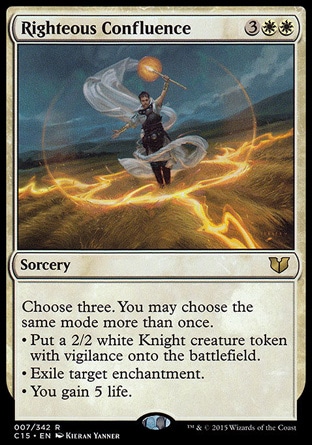 Righteous Confluence 3
Sorcery
Choose three. You may choose the
same mode more than once.
• Put a 2/2 white Knight creature token
with vigilance onto the battlefield.
• Exile target enchantment.
• You gain 5 life.
007/342 R
C15 • EN Kieran Yanner
™ & © 2015 Wizards of the Coast